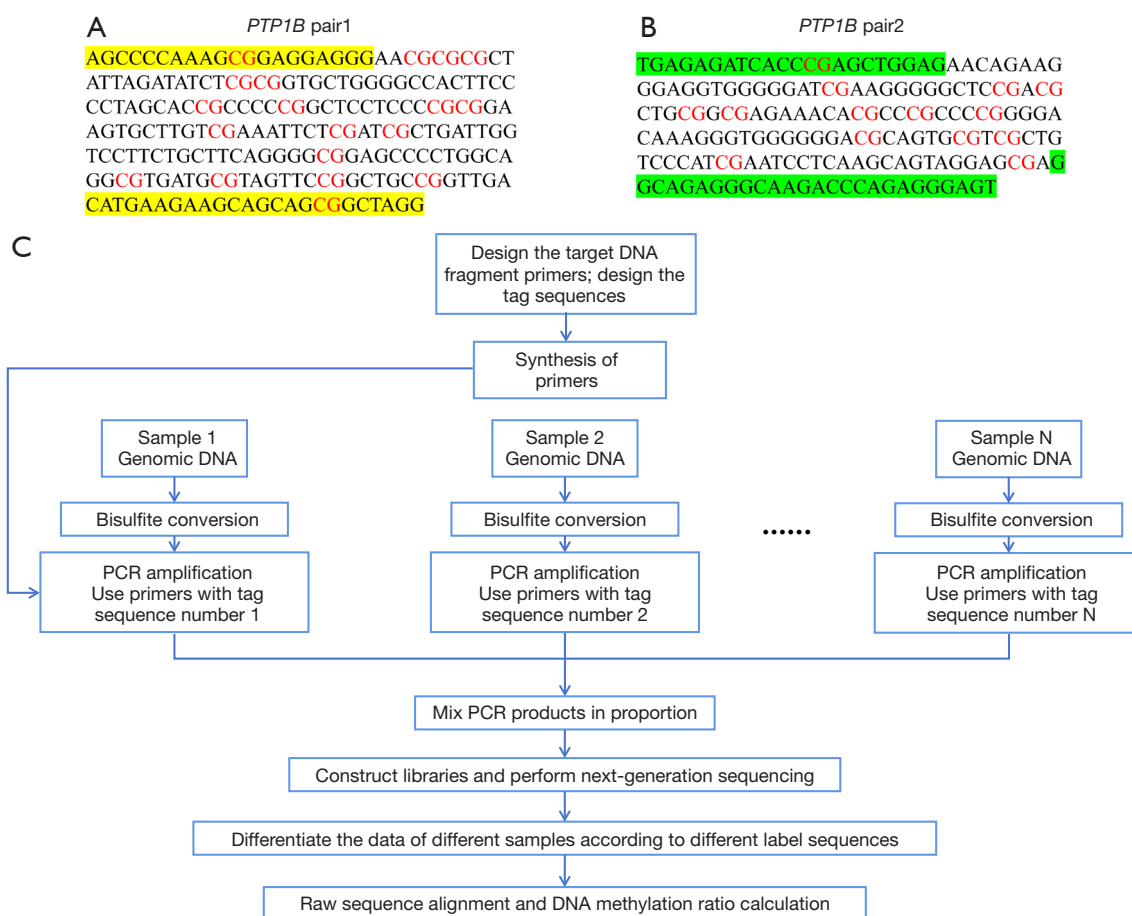 A
PTP1B pair1
AGCCCCAAAGCGGAGGAGGGAACGCGCGCT
ATTAGATATCTCGCGGTGCTGGGGCCACTTCC
CCTAGCACCGCCCCCGGCTCCTCCCCGCGGA
AGTGCTTGTCGAAATTCTCGATCGCTGATTGG
TCCTTCTGCTTCAGGGGCGGAGCCCCTGGCA
GGCGTGATGCGTAGTTCCGGCTGCCGGTTGA
CATGAAGAAGCAGCAGCGGCTAGG
B
PTP1B pair2
TGAGAGATCACCCGAGCTGGAGAACAGAAG
GGAGGTGGGGGATCGAAGGGGGCTCCGACG
CTGCGGCGAGAAACACGCCCGCCCCGGGGA
CAAAGGGTGGGGGGACGCAGTGCGTCGCTG
TCCCATCGAATCCTCAAGCAGTAGGAGCGAG
GCAGAGGGCAAGACCCAGAGGGAGT
C
Design the target DNA
fragment primers; design the
tag sequences
Synthesis of
primers
Sample 1
Genomic DNA
Sample 2
Genomic DNA
Sample N
Genomic DNA
Bisulfite conversion
Bisulfite conversion
......
Bisulfite conversion
PCR amplification
Use primers with tag
sequence number 1
PCR amplification
Use primers with tag
sequence number 2
PCR amplification
Use primers with tag
sequence number N
Mix PCR products in proportion
Construct libraries and perform next-generation sequencing
Differentiate the data of different samples according to different label sequences
Raw sequence alignment and DNA methylation ratio calculation